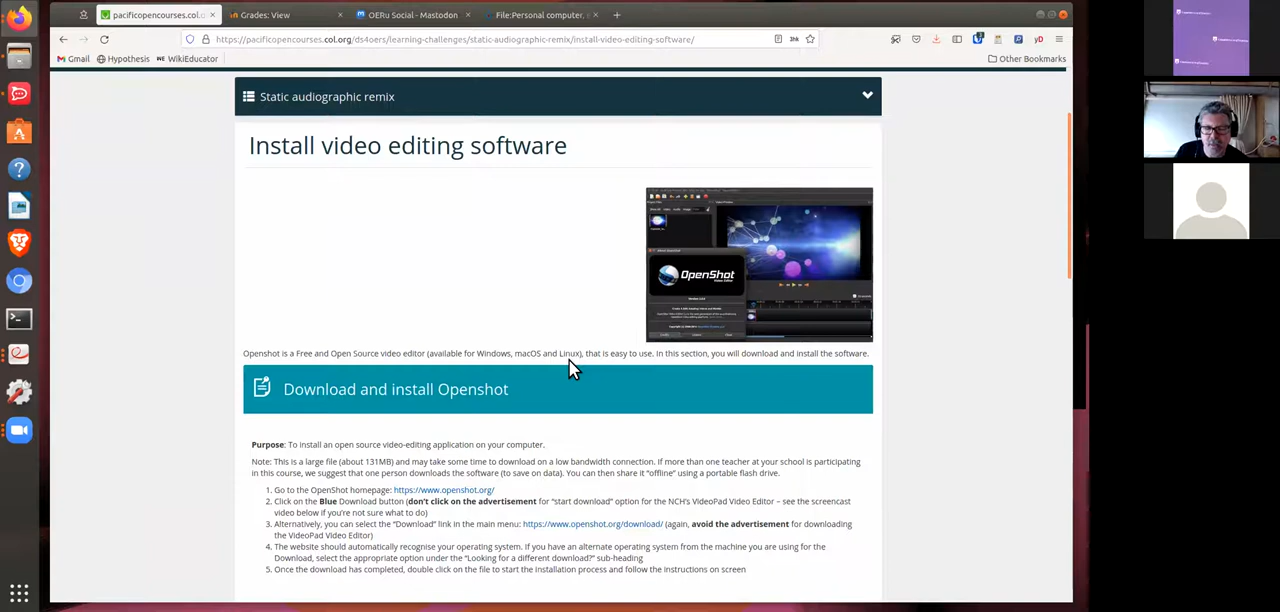 pacificopencourses.col.o
Grades: View
OERu Social - Mastodon
File:Personal computer,
https://pacificopencourses.col.org/ds4oers/learning-challenges/static-audiographic-remix/install-video-editing-software/
Gmail Hypothesis WE WikiEducator Other Bookmarks
Static audiographic remix
Install video editing software
OpenShot
Video Editor
Openshot is a Free and Open Source video editor (available for Windows, macOS and Linux), that is easy to use. In this section, you will download and install the software.
Download and install Openshot
Purpose: To install an open source video-editing application on your computer.
Note: This is a large file (about 131MB) and may take some time to download on a low bandwidth connection. If more than one teacher at your school is participating
in this course, we suggest that one person downloads the software (to save on data). You can then share it "offline" using a portable flash drive.
1. Go to the OpenShot homepage: https://www.openshot.org/
2. Click on the Blue Download button (don't click on the advertisement for "start download" option for the NCH's VideoPad Video Editor – see the screencast
video below if you're not sure what to do)
3. Alternatively, you can select the "Download" link in the main menu: https://www.openshot.org/download/ (again, avoid the advertisement for downloading
the VideoPad Video Editor)
4. The website should automatically recognise your operating system. If you have an alternate operating system from the machine you are using for the
Download, select the appropriate option under the "Looking for a different download?" sub-heading
5. Once the download has completed, double click on the file to start the installation process and follow the instructions on screen